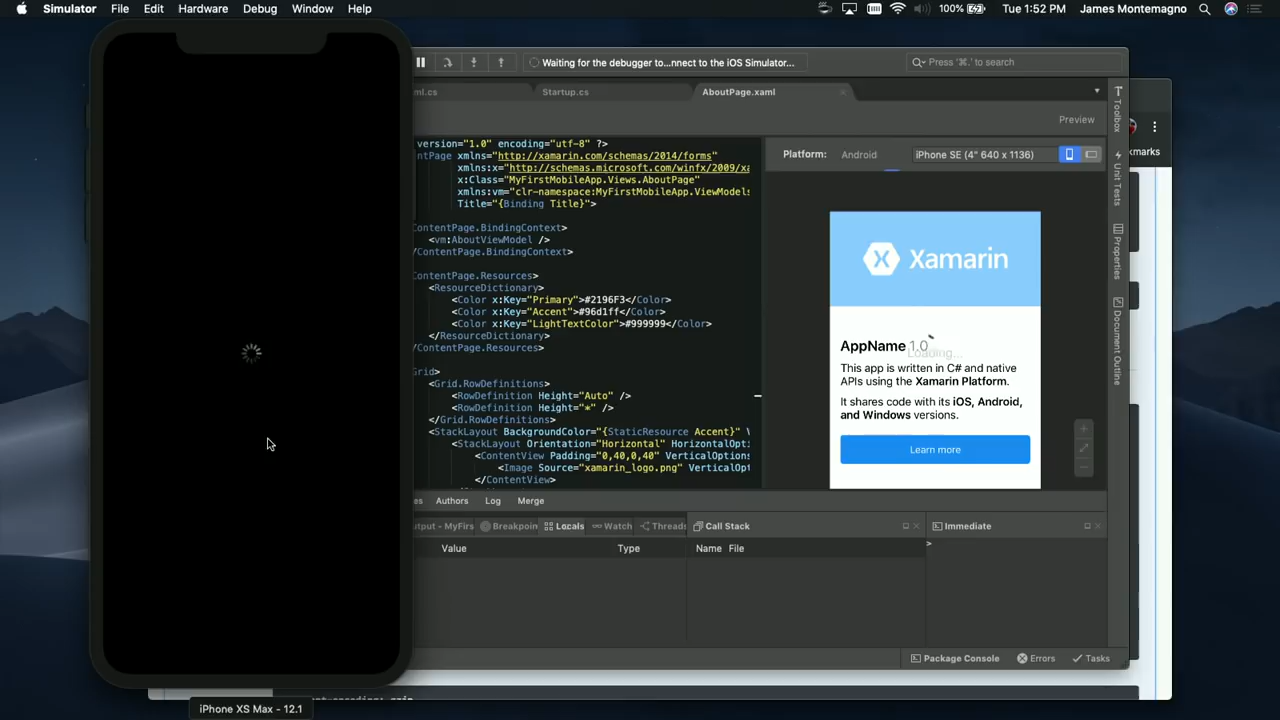 Simulator File Edit Hardware Debug Window Help
100% Tue 1:52 PM James Montemagno
Waiting for the debugger to...nnect to the iOS Simulator...
Press '⌘.' to search
ml.cs Startup.cs AboutPage.xaml
Preview
Toolbox
Unit Tests
Properties
Document Outline
kmarks
Platform: Android iPhone SE (4" 640 x 1136)
version="1.0" encoding="utf-8" ?>
ntPage xmlns="http://xamarin.com/schemas/2014/forms"
xmlns:x="http://schemas.microsoft.com/winfx/2009/xa
x:Class="MyFirstMobileApp.Views.AboutPage"
xmlns:vm="clr-namespace:MyFirstMobileApp.ViewModels
Title="{Binding Title}">
ContentPage.BindingContext>
<vm:AboutViewModel />
/ContentPage.BindingContext>
ContentPage.Resources>
<ResourceDictionary>
<Color x:Key="Primary">#2196F3</Color>
<Color x:Key="Accent">#96d1ff</Color>
<Color x:Key="LightTextColor">#999999</Color>
</ResourceDictionary>
/ContentPage.Resources>
Grid>
<Grid.RowDefinitions>
<RowDefinition Height="Auto" />
<RowDefinition Height="*" />
</Grid.RowDefinitions>
<StackLayout BackgroundColor="{StaticResource Accent}" V
<StackLayout Orientation="Horizontal" HorizontalOpti
<ContentView Padding="0,40,0,40" VerticalOptions
<Image Source="xamarin_logo.png" VerticalOpt
</ContentView>
Xamarin
AppName 1.0
Loading...
This app is written in C# and native
APIs using the Xamarin Platform.
It shares code with its iOS, Android,
and Windows versions.
Learn more
es Authors Log Merge
utput - MyFirs Breakpoin Locals Watch Threads Call Stack Immediate
Value Type Name File >
Package Console Errors Tasks
iPhone XS Max - 12.1